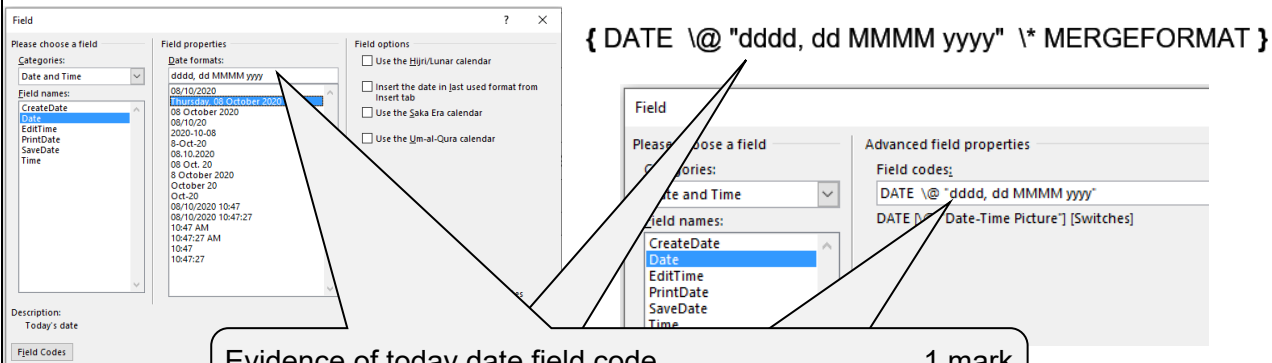 Field ? ×
Please choose a field
Categories:
Date and Time
Field names:
CreateDate
Date
EditTime
PrintDate
SaveDate
Time
Field properties
Date formats:
dddd, dd MMMM yyyy
08/10/2020
Thursday, 08 October 2020
08 October 2020
08/10/20
2020-10-08
8-Oct-20
08.10.2020
08 Oct. 20
8 October 2020
October 20
Oct-20
08/10/2020 10:47
08/10/2020 10:47:27
10:47 AM
10:47:27 AM
10:47
10:47:27
Field options
Use the Hijri/Lunar calendar
Insert the date in last used format from
Insert tab
Use the Saka Era calendar
Use the Um-al-Qura calendar
Description:
Today's date
Field Codes
{ DATE \@ "dddd, dd MMMM yyyy" \* MERGEFORMAT }
Field
Please choose a field
Categories:
Date and Time
Field names:
CreateDate
Date
EditTime
PrintDate
SaveDate
Time
Advanced field properties
Field codes:
DATE \@ "dddd, dd MMMM yyyy"
DATE [\@ "Date-Time Picture"] [Switches]
Evidence of today date field code 1 mark